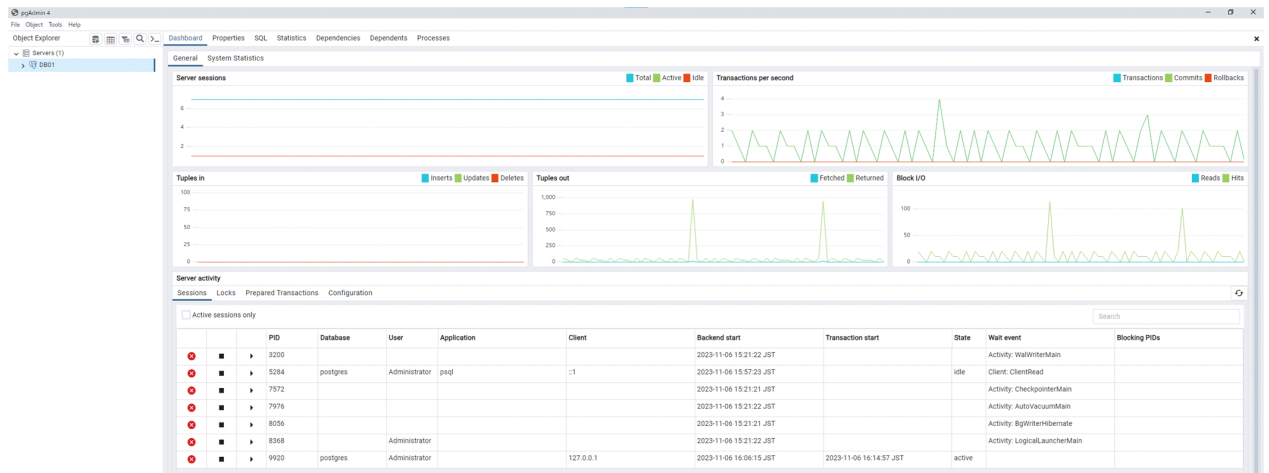 pgAdmin 4
File Object Tools Help
Object Explorer
Dashboard Properties SQL Statistics Dependencies Dependents Processes
Servers (1)
DB01
General System Statistics
Server sessions Total Active Idle
6
4
2
Transactions per second Transactions Commits Rollbacks
4
3
2
1
0
Tuples in Inserts Updates Deletes
100
75
50
25
0
Tuples out Fetched Returned
1,000
750
500
250
0
Block I/O Reads Hits
100
50
0
Server activity
Sessions Locks Prepared Transactions Configuration
Active sessions only Search
PID Database User Application Client Backend start Transaction start State Wait event Blocking PIDs
3200 2023-11-06 15:21:22 JST Activity: WalWriterMain
5284 postgres Administrator psql ::1 2023-11-06 15:57:23 JST idle Client: ClientRead
7572 2023-11-06 15:21:21 JST Activity: CheckpointerMain
7976 2023-11-06 15:21:22 JST Activity: AutoVacuumMain
8056 2023-11-06 15:21:21 JST Activity: BgWriterHibernate
8368 Administrator 2023-11-06 15:21:22 JST Activity: LogicalLauncherMain
9920 postgres Administrator 127.0.0.1 2023-11-06 16:06:15 JST 2023-11-06 16:14:57 JST active